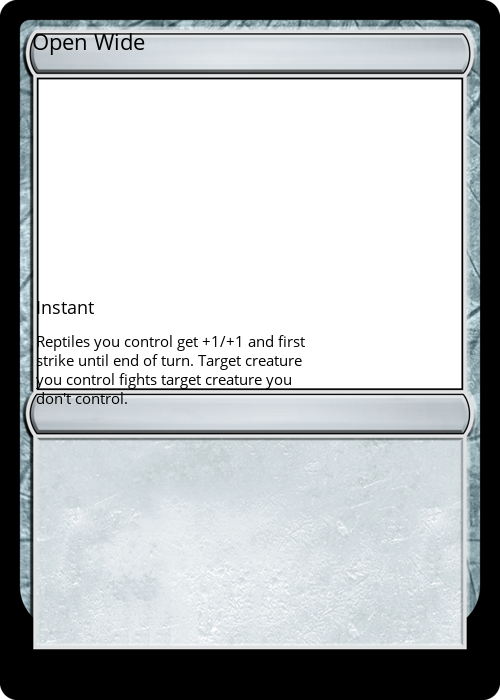 Open Wide
Instant
Reptiles you control get +1/+1 and first
strike until end of turn. Target creature
you control fights target creature you
don't control.